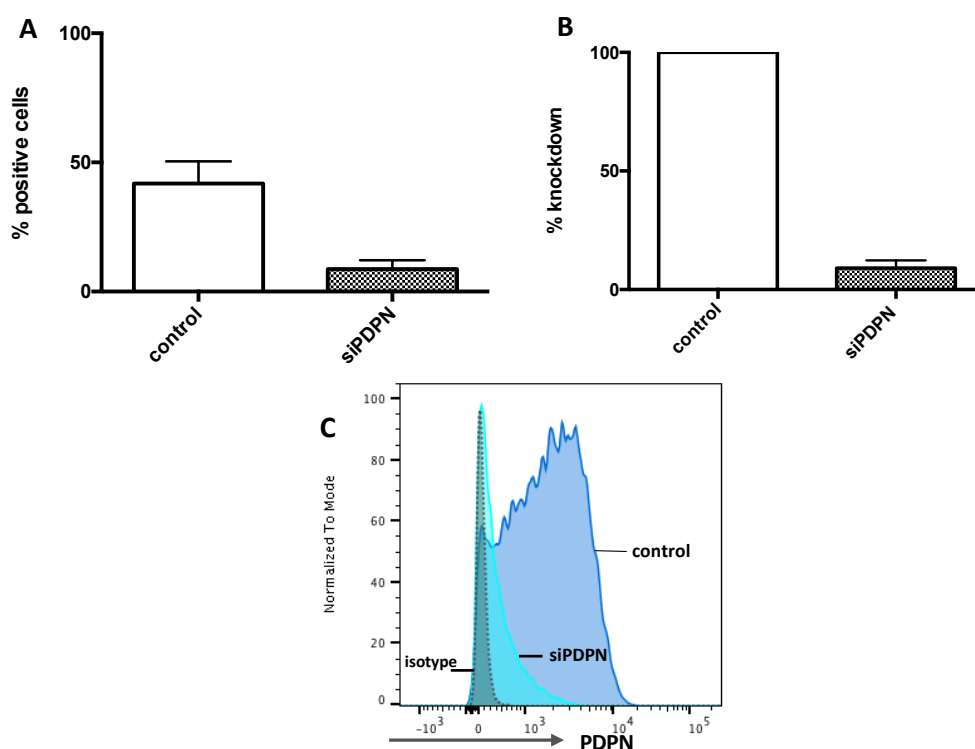 A
% positive cells
100
50
0
control
siPDPN
B
% knockdown
100
50
0
control
siPDPN
C
Normalized To Mode
100
80
60
40
20
0
control
siPDPN
isotype
-10³ 0 10³ 10⁴ 10⁵
PDPN